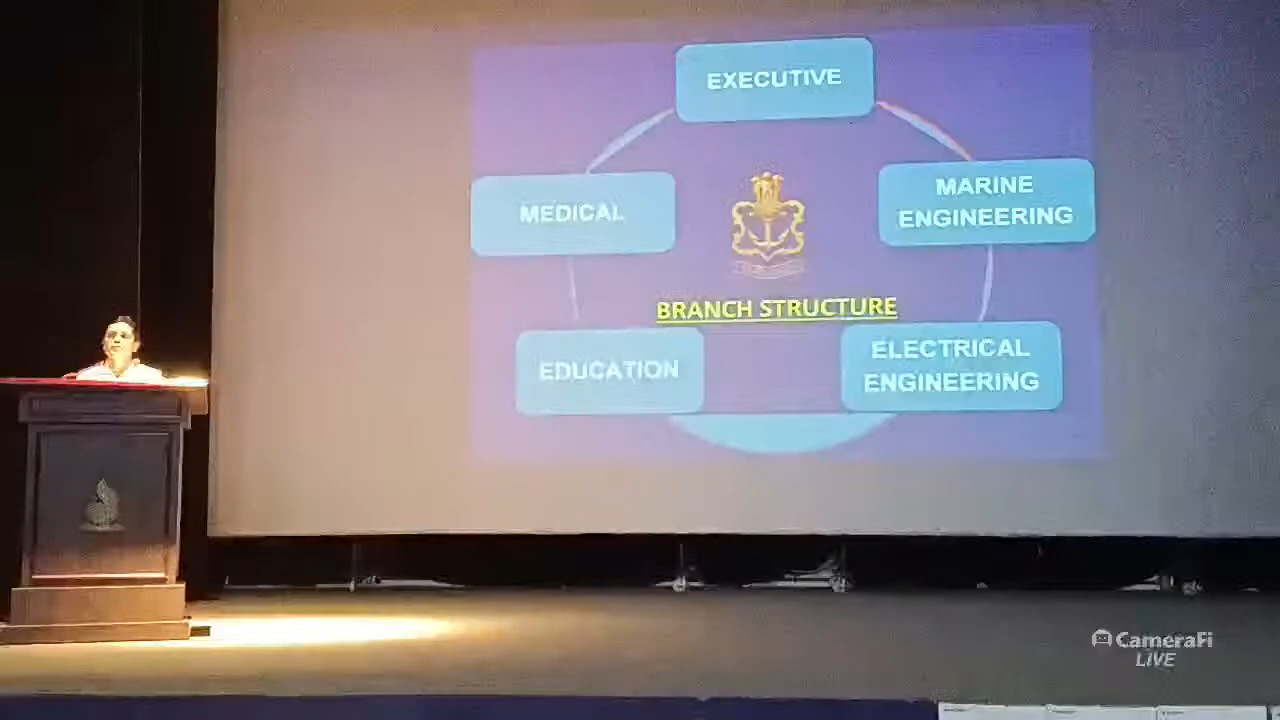 EXECUTIVE
MEDICAL
MARINE
ENGINEERING
BRANCH STRUCTURE
EDUCATION
ELECTRICAL
ENGINEERING
CameraFi
LIVE